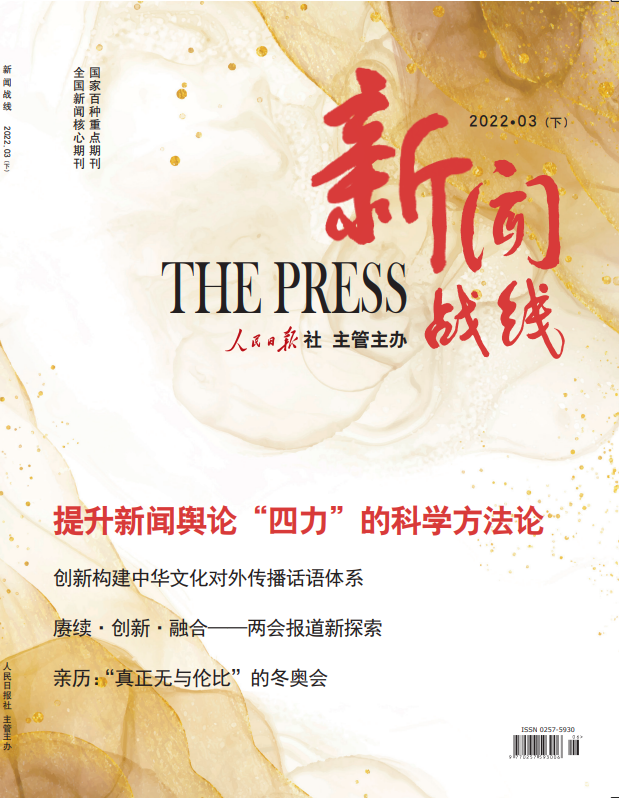 新闻战线
2022.03(下)
人民日报社 主管主办
国家百种重点期刊
全国新闻核心期刊
2022•03(下)
新闻
战线
THE PRESS
人民日报社 主管主办
提升新闻舆论“四力”的科学方法论
创新构建中华文化对外传播话语体系
赓续·创新·融合——两会报道新探索
亲历:“真正无与伦比”的冬奥会
ISSN 0257-5930
06
9770257593006